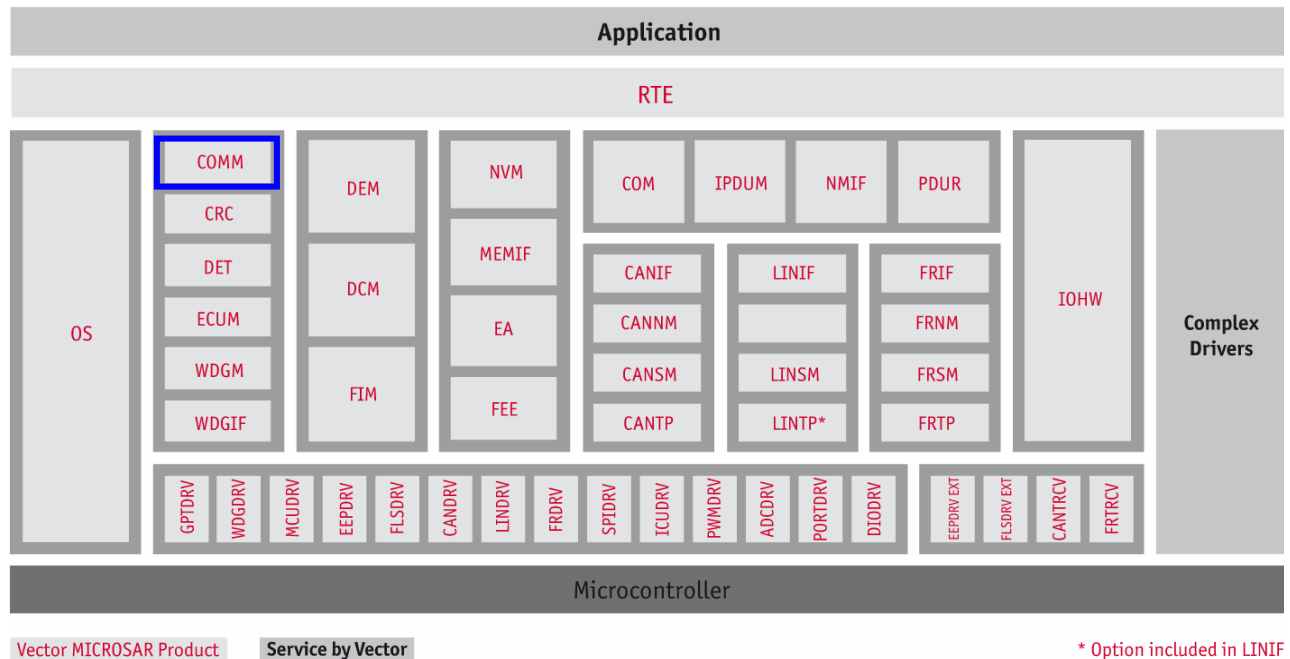 Application
RTE
OS
COMM
CRC
DET
ECUM
WDGM
WDGIF
DEM
DCM
FIM
NVM
MEMIF
EA
FEE
COM
IPDUM
NMIF
PDUR
CANIF
CANNM
CANSM
CANTP
LINIF
LINSM
LINTP*
FRIF
FRNM
FRSM
FRTP
IOHW
Complex
Drivers
GPTDRV
WDGDRV
MCUDRV
EEPDRV
FLSDRV
CANDRV
LINDRV
FRDRV
SPIDRV
ICUDRV
PWMDRV
ADCDRV
PORTDRV
DIODRV
EEPDRV EXT
FLSDRV EXT
CANTRCV
FRTRCV
Microcontroller
Vector MICROSAR Product
Service by Vector
* Option included in LINIF